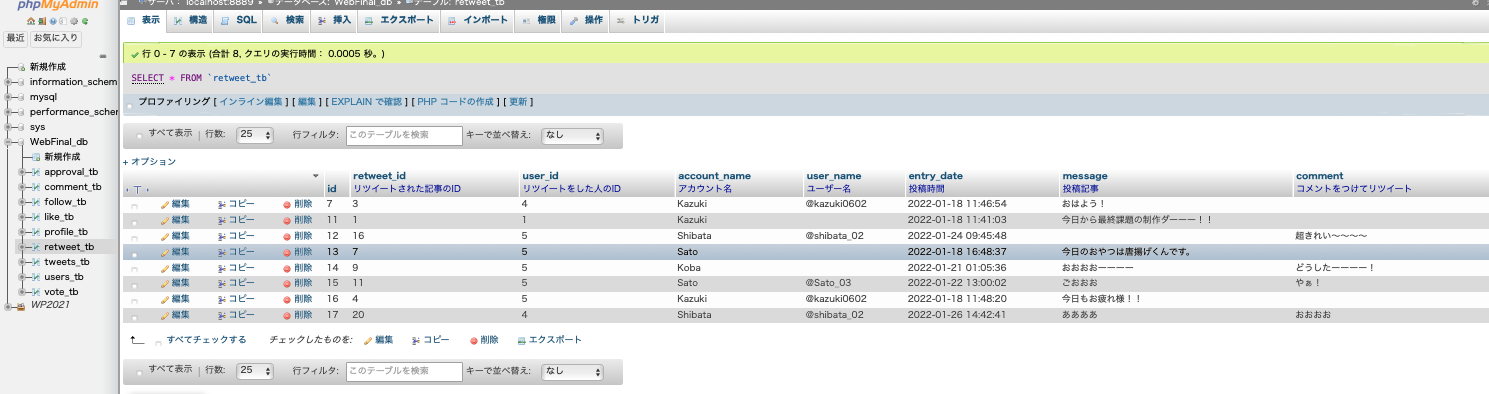 phpMyAdmin
サーバ： localhost:8889 » データベース: WebFinal_db » テーブル: retweet_tb
表示 構造 SQL 検索 挿入 エクスポート インポート 権限 操作 トリガ
最近 お気に入り
新規作成
information_schem
mysql
performance_scher
sys
WebFinal_db
新規作成
approval_tb
comment_tb
follow_tb
like_tb
profile_tb
retweet_tb
tweets_tb
users_tb
vote_tb
WP2021
行 0 - 7 の表示 (合計 8, クエリの実行時間： 0.0005 秒。)
SELECT * FROM `retweet_tb`
プロファイリング [ インライン編集 ] [ 編集 ] [ EXPLAIN で確認 ] [ PHP コードの作成 ] [ 更新 ]
すべて表示 | 行数: 25 行フィルタ: このテーブルを検索 キーで並べ替え: なし
+ オプション
id retweet_id user_id account_name user_name entry_date message comment
リツイートされた記事のID リツイートをした人のID アカウント名 ユーザー名 投稿時間 投稿記事 コメントをつけてリツイート
編集 コピー 削除 7 3 4 Kazuki @kazuki0602 2022-01-18 11:46:54 おはよう！
編集 コピー 削除 11 1 1 Kazuki 2022-01-18 11:41:03 今日から最終課題の制作ダーーー！！
編集 コピー 削除 12 16 5 Shibata @shibata_02 2022-01-24 09:45:48 超きれい〜〜〜〜
編集 コピー 削除 13 7 5 Sato 2022-01-18 16:48:37 今日のおやつは唐揚げくんです。
編集 コピー 削除 14 9 5 Koba 2022-01-21 01:05:36 おおおおーーーー どうしたーーーー！
編集 コピー 削除 15 11 5 Sato @Sato_03 2022-01-22 13:00:02 ごおおお やぁ！
編集 コピー 削除 16 4 5 Kazuki @kazuki0602 2022-01-18 11:48:20 今日もお疲れ様！！
編集 コピー 削除 17 20 4 Shibata @shibata_02 2022-01-26 14:42:41 ああああ おおおお
すべてチェックする チェックしたものを: 編集 コピー 削除 エクスポート
すべて表示 | 行数: 25 行フィルタ: このテーブルを検索 キーで並べ替え: なし